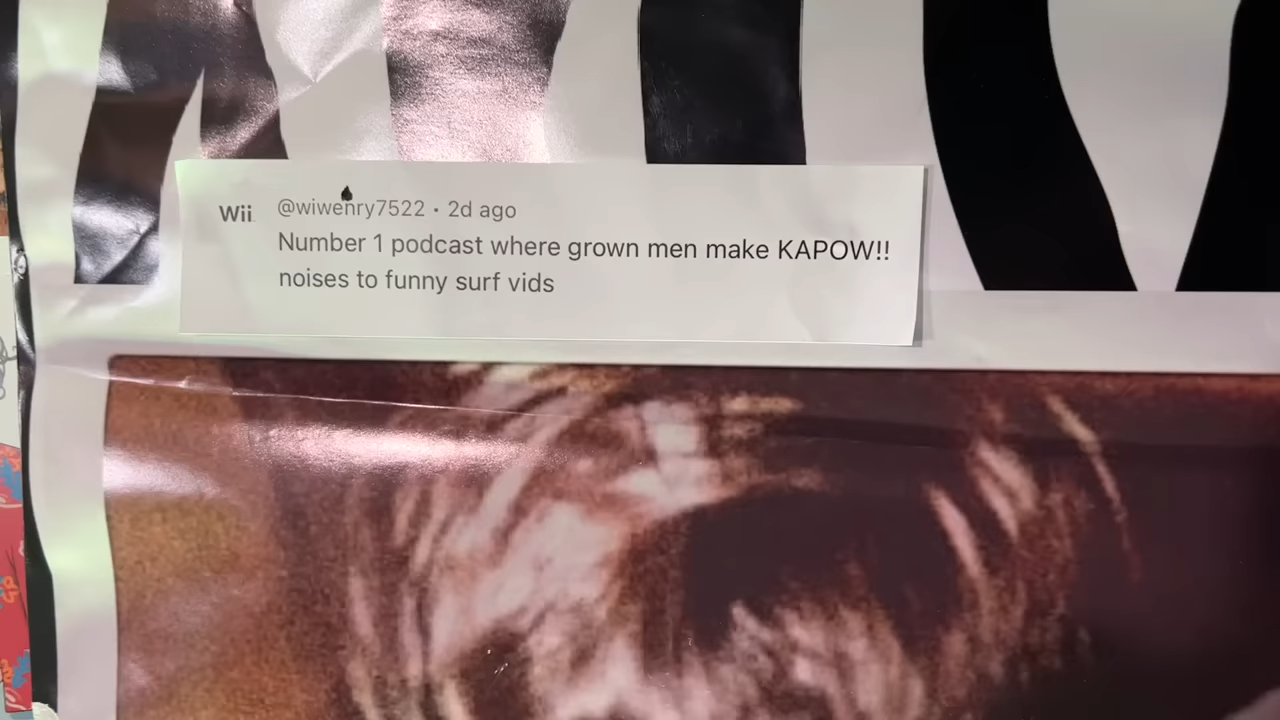 Wii
@wiwenry7522 • 2d ago
Number 1 podcast where grown men make KAPOW!!
noises to funny surf vids